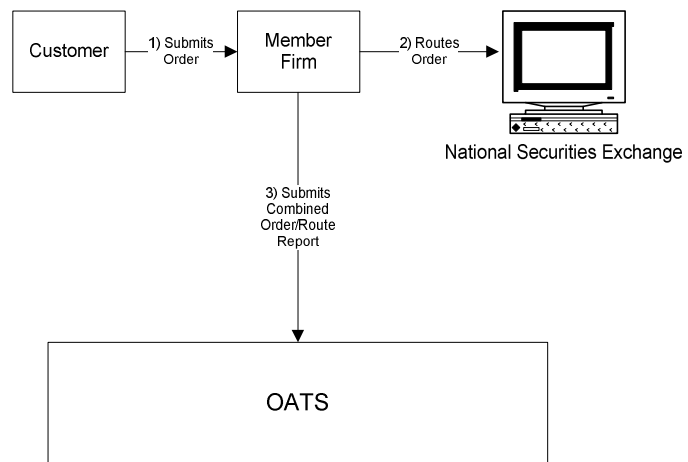 Customer
1) Submits
Order
Member
Firm
2) Routes
Order
National Securities Exchange
3) Submits
Combined
Order/Route
Report
OATS